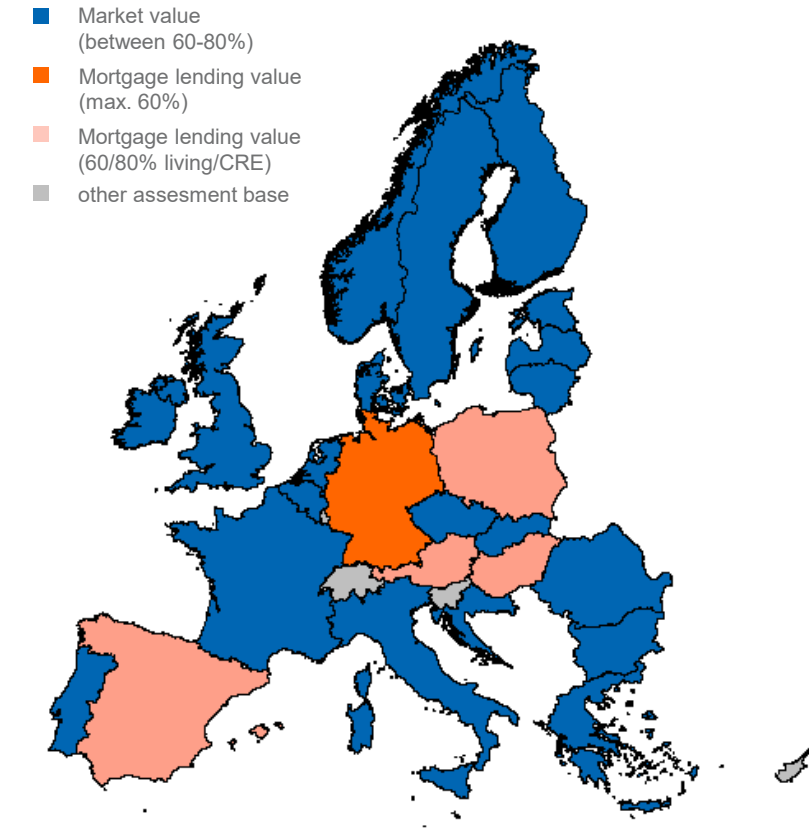 Market value
(between 60-80%)
Mortgage lending value
(max. 60%)
Mortgage lending value
(60/80% living/CRE)
other assesment base